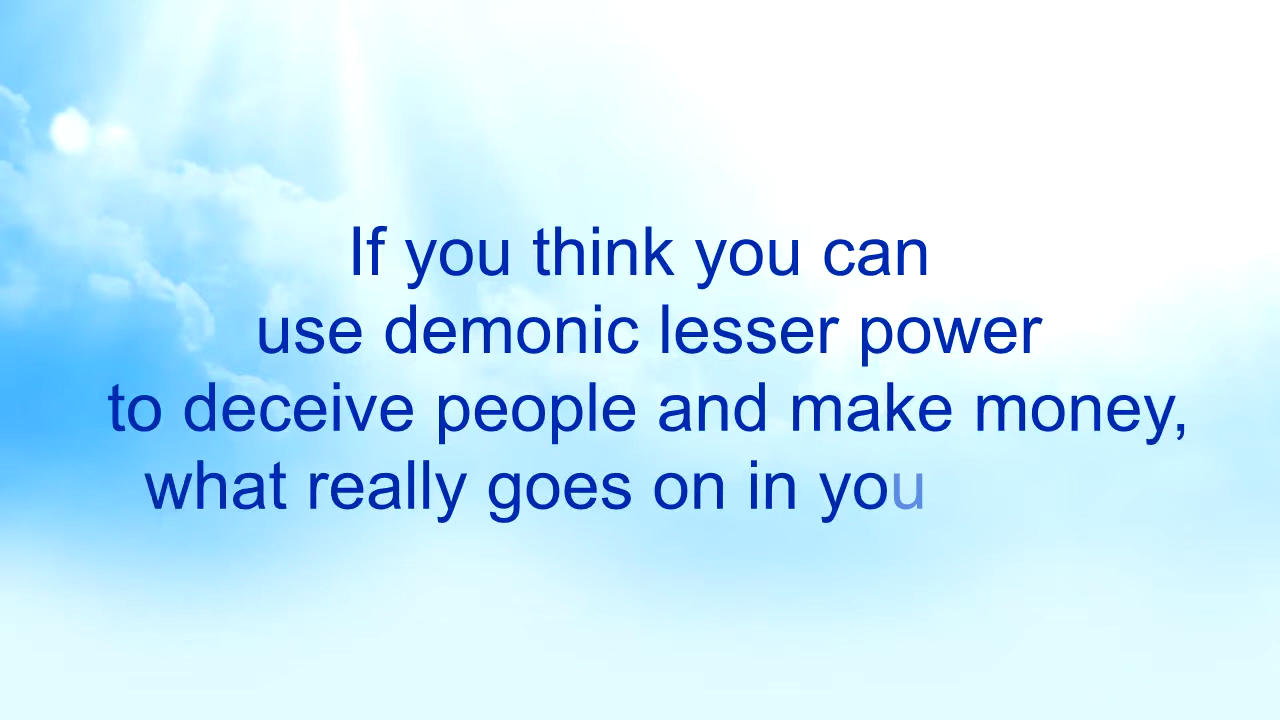 If you think you can
use demonic lesser power
to deceive people and make money,
what really goes on in you